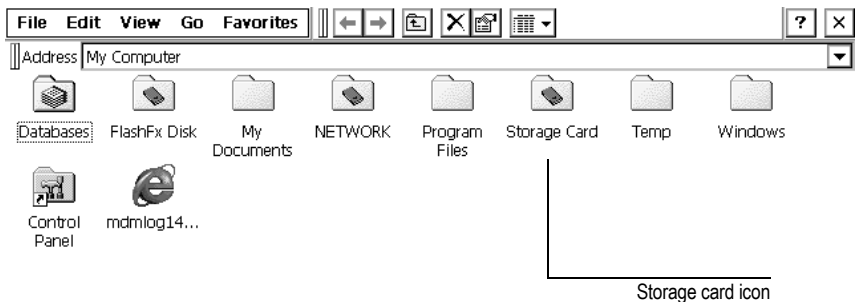 File Edit View Go Favorites ? ×
Address My Computer
Databases FlashFx Disk My Documents NETWORK Program Files Storage Card Temp Windows
Control Panel mdmlog14...
Storage card icon